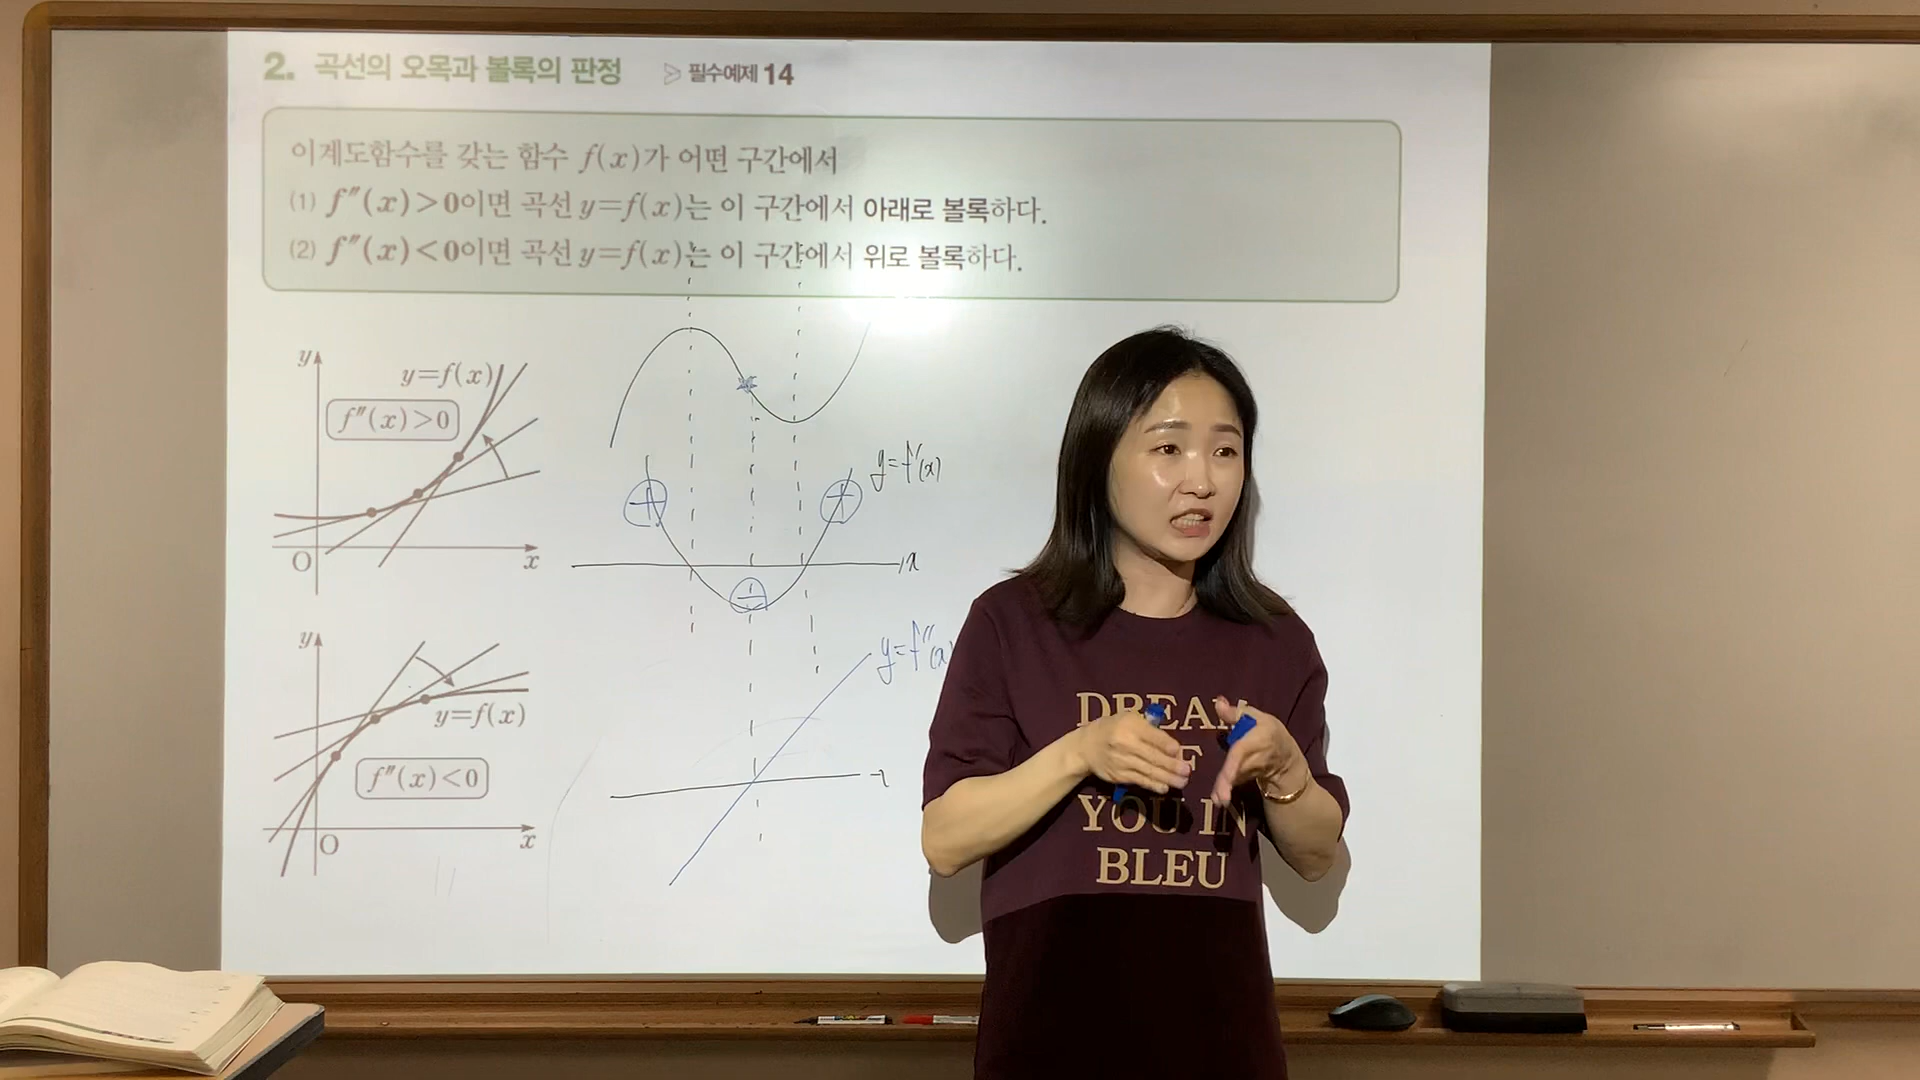 2. 곡선의 오목과 볼록의 판정 ≫ 필수예제 14
이계도함수를 갖는 함수 f(x)가 어떤 구간에서
(1) f″(x)>0이면 곡선 y=f(x)는 이 구간에서 아래로 볼록하다.
(2) f″(x)<0이면 곡선 y=f(x)는 이 구간에서 위로 볼록하다.
y
y=f(x)
f″(x)>0
O
x
y=f′(x)
+
+
−
x
y
y=f(x)
f″(x)<0
O
x
y=f″(x)
x
DREAM
OF
YOU IN
BLEU